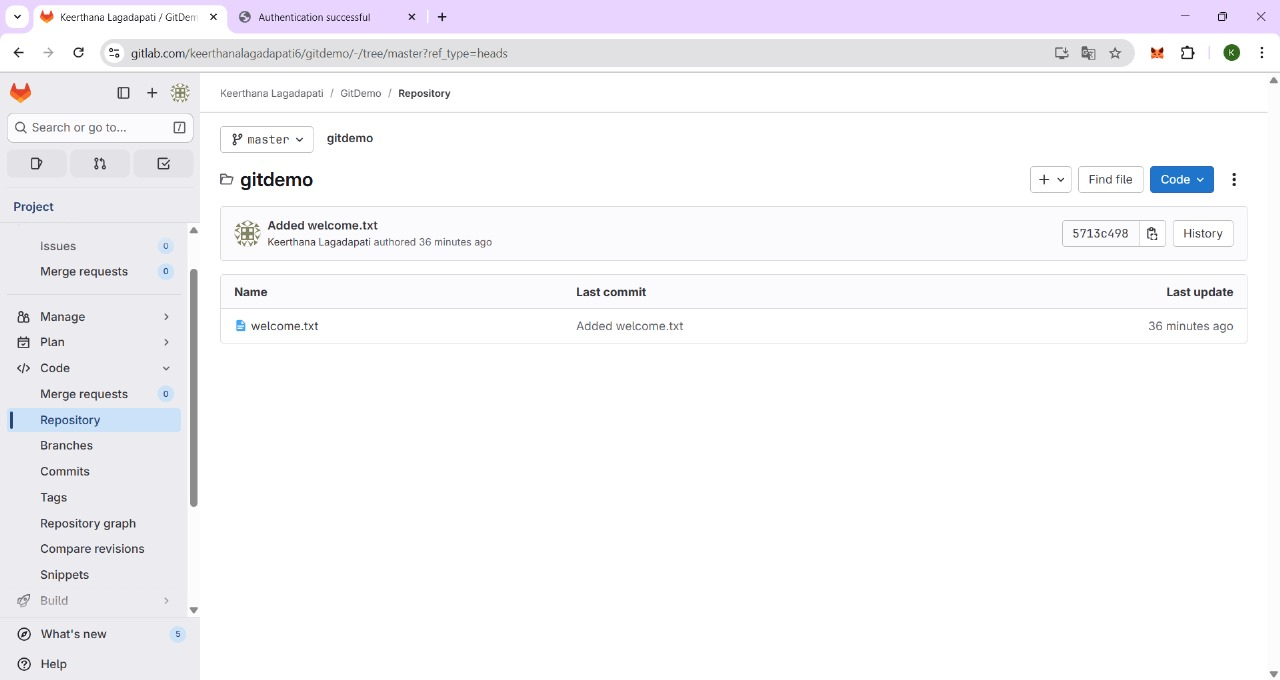 Keerthana Lagadapati / GitDem
Authentication successful
gitlab.com/keerthanalagadapati6/gitdemo/-/tree/master?ref_type=heads
K
Keerthana Lagadapati / GitDemo / Repository
Search or go to... /
master
gitdemo
gitdemo
Find file
Code
Project
Added welcome.txt
Keerthana Lagadapati authored 36 minutes ago
5713c498
History
Issues 0
Merge requests 0
Name Last commit Last update
welcome.txt Added welcome.txt 36 minutes ago
Manage
Plan
Code
Merge requests 0
Repository
Branches
Commits
Tags
Repository graph
Compare revisions
Snippets
Build
What's new 5
Help